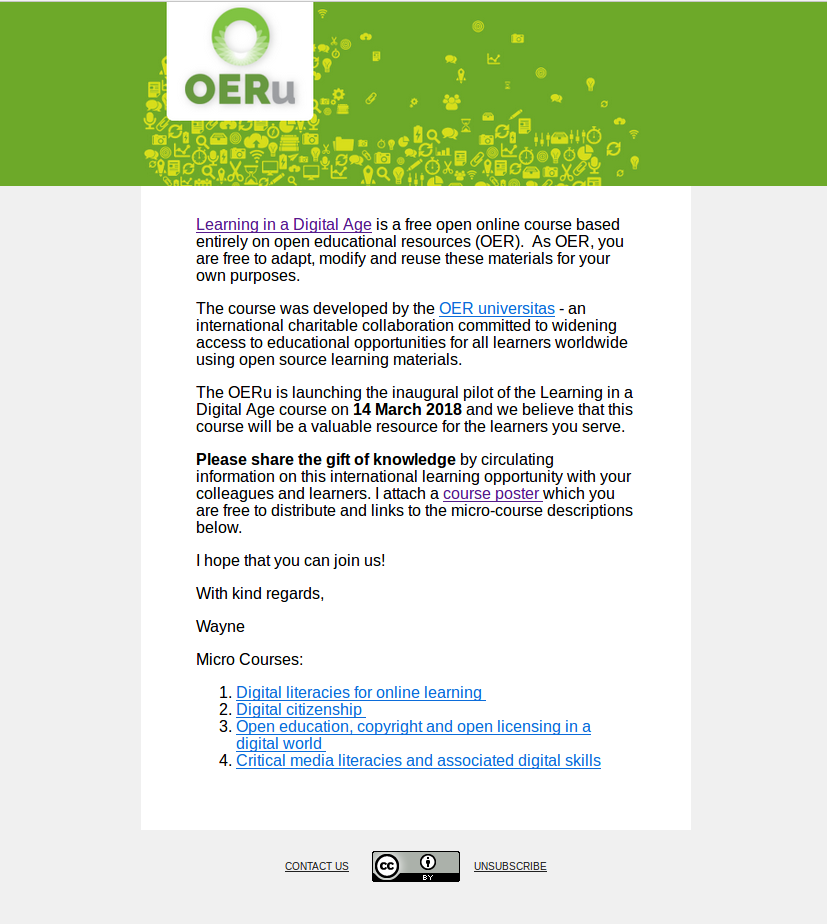 OERu
Learning in a Digital Age is a free open online course based
entirely on open educational resources (OER).  As OER, you
are free to adapt, modify and reuse these materials for your
own purposes.
The course was developed by the OER universitas - an
international charitable collaboration committed to widening
access to educational opportunities for all learners worldwide
using open source learning materials.
The OERu is launching the inaugural pilot of the Learning in a
Digital Age course on 14 March 2018 and we believe that this
course will be a valuable resource for the learners you serve.
Please share the gift of knowledge by circulating
information on this international learning opportunity with your
colleagues and learners. I attach a course poster which you
are free to distribute and links to the micro-course descriptions
below.
I hope that you can join us!
With kind regards,
Wayne
Micro Courses:
1. Digital literacies for online learning
2. Digital citizenship
3. Open education, copyright and open licensing in a
digital world
4. Critical media literacies and associated digital skills
CONTACT US
cc
BY
UNSUBSCRIBE